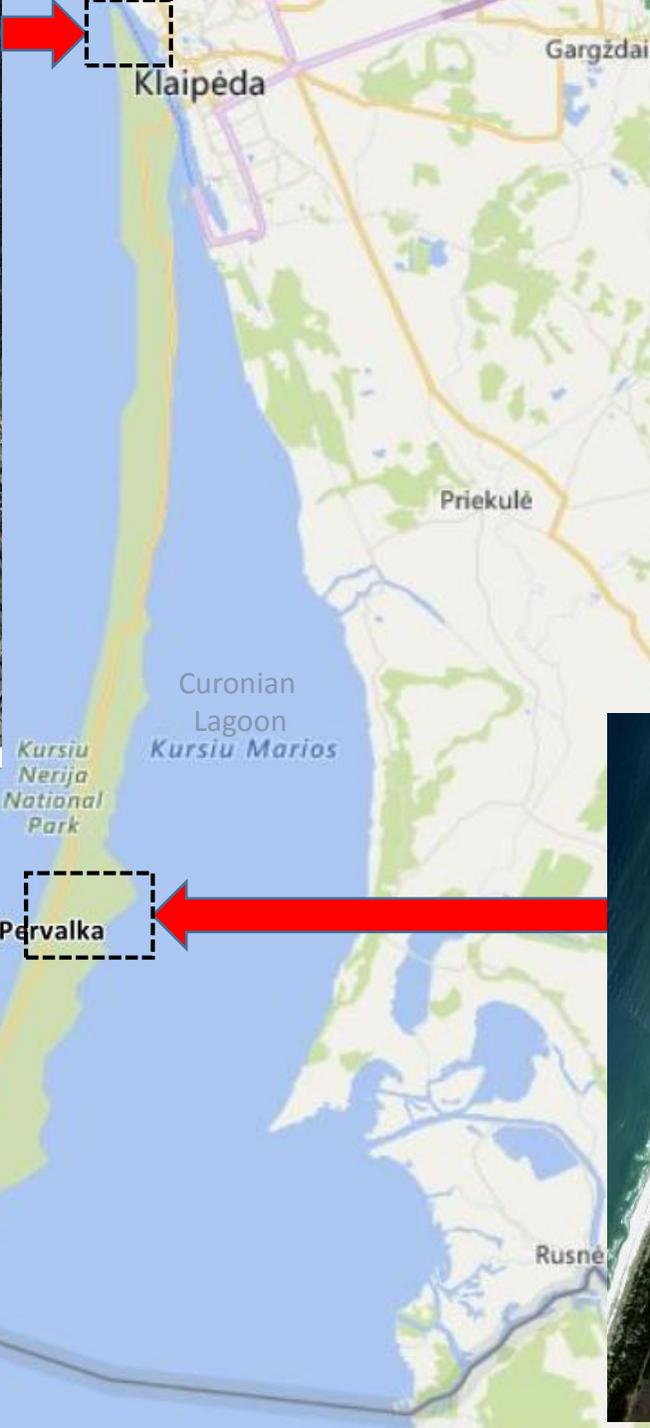 Gargždai
Klaipėda
Priekulė
Curonian
Lagoon
Kursiu Marios
Kursiu
Nerija
National
Park
Pervalka
Rusnė